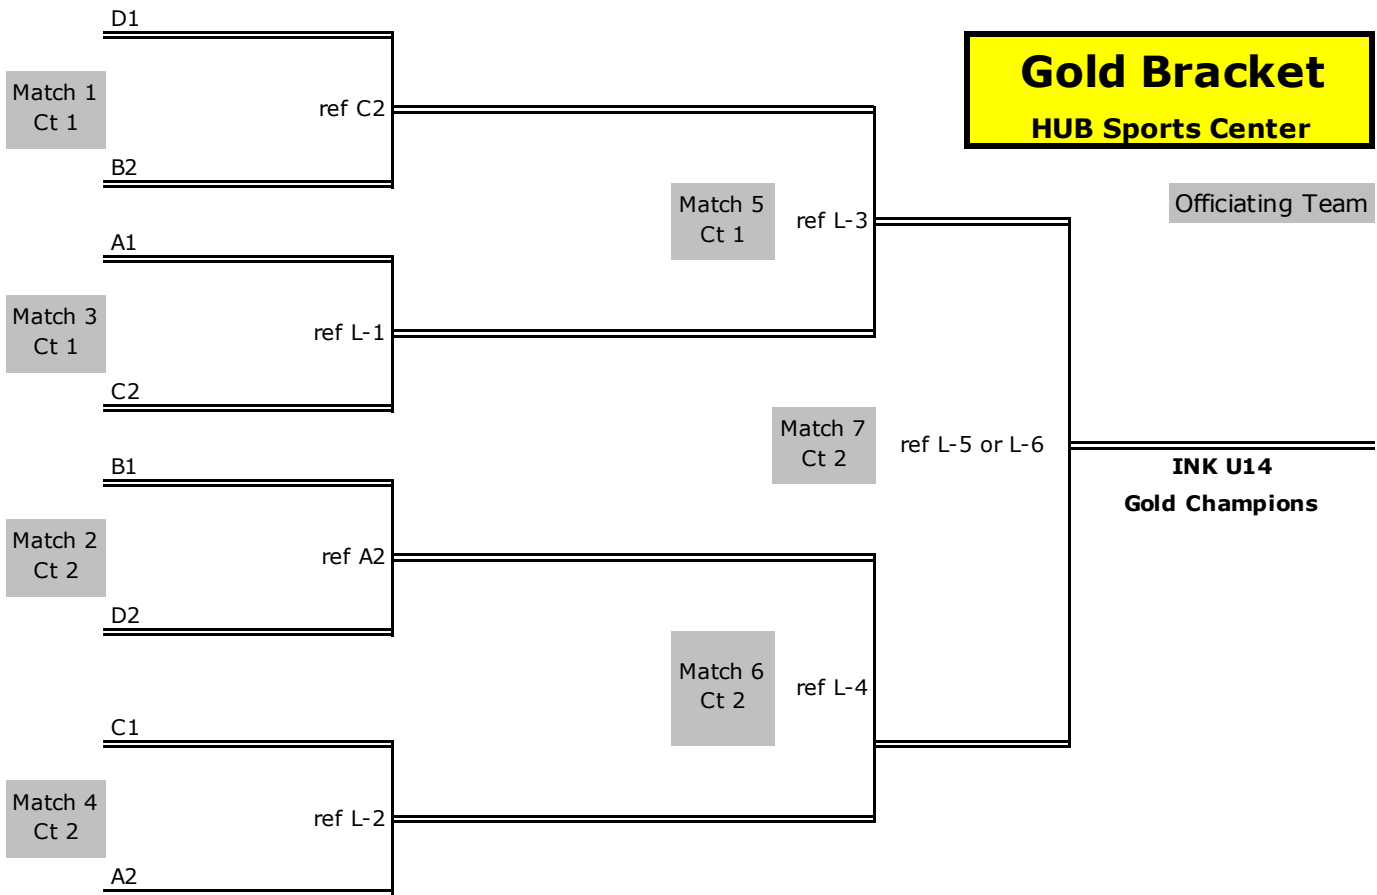 D1
Gold Bracket
HUB Sports Center
Match 1
Ct 1
ref C2
B2
Match 5
Ct 1
ref L-3
Officiating Team
A1
Match 3
Ct 1
ref L-1
C2
Match 7
Ct 2
ref L-5 or L-6
INK U14
Gold Champions
B1
Match 2
Ct 2
ref A2
D2
Match 6
Ct 2
ref L-4
C1
Match 4
Ct 2
ref L-2
A2